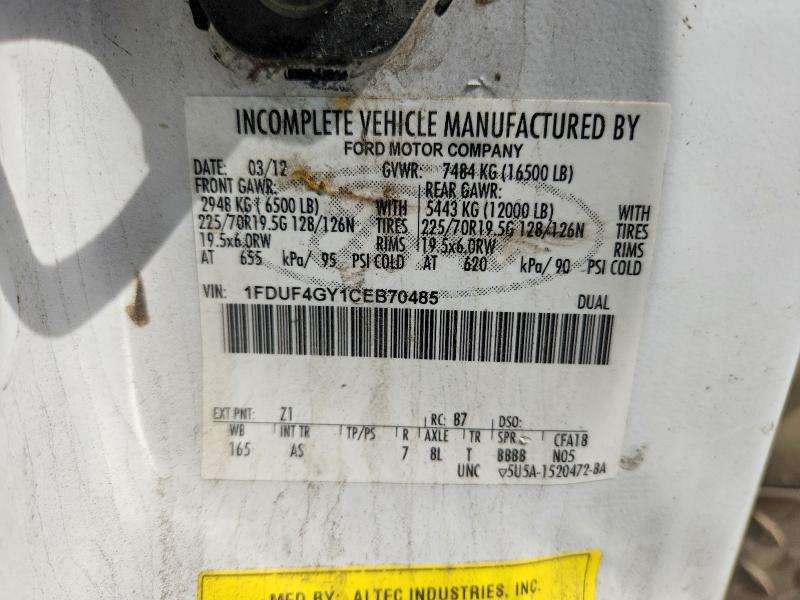 INCOMPLETE VEHICLE MANUFACTURED BY
FORD MOTOR COMPANY
DATE: 03/12 GVWR: 7484 KG (16500 LB)
FRONT GAWR: REAR GAWR:
2948 KG (6500 LB) WITH 5443 KG (12000 LB) WITH
225/70R19.5G 128/126N TIRES 225/70R19.5G 128/126N TIRES
19.5x6.0RW RIMS 19.5x6.0RW RIMS
AT 655 kPa/ 95 PSI COLD AT 620 kPa/ 90 PSI COLD
VIN: 1FDUF4GY1CEB70485 DUAL
EXT PNT: Z1 RC: B7 DSO:
WB INT TR TP/PS R AXLE TR SPR CFA18
165 AS 7 8L T BBBB N05
UNC ▽5U5A-1520472-BA
MFD. BY: ALTEC INDUSTRIES, INC.